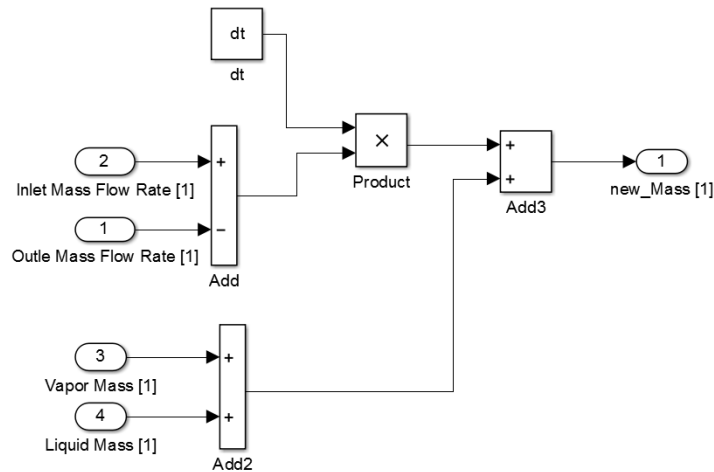 dt
dt
×
Product
2
+
Inlet Mass Flow Rate [1]
1
−
Outle Mass Flow Rate [1]
Add
+
+
Add3
1
new_Mass [1]
3
+
Vapor Mass [1]
4
+
Liquid Mass [1]
Add2